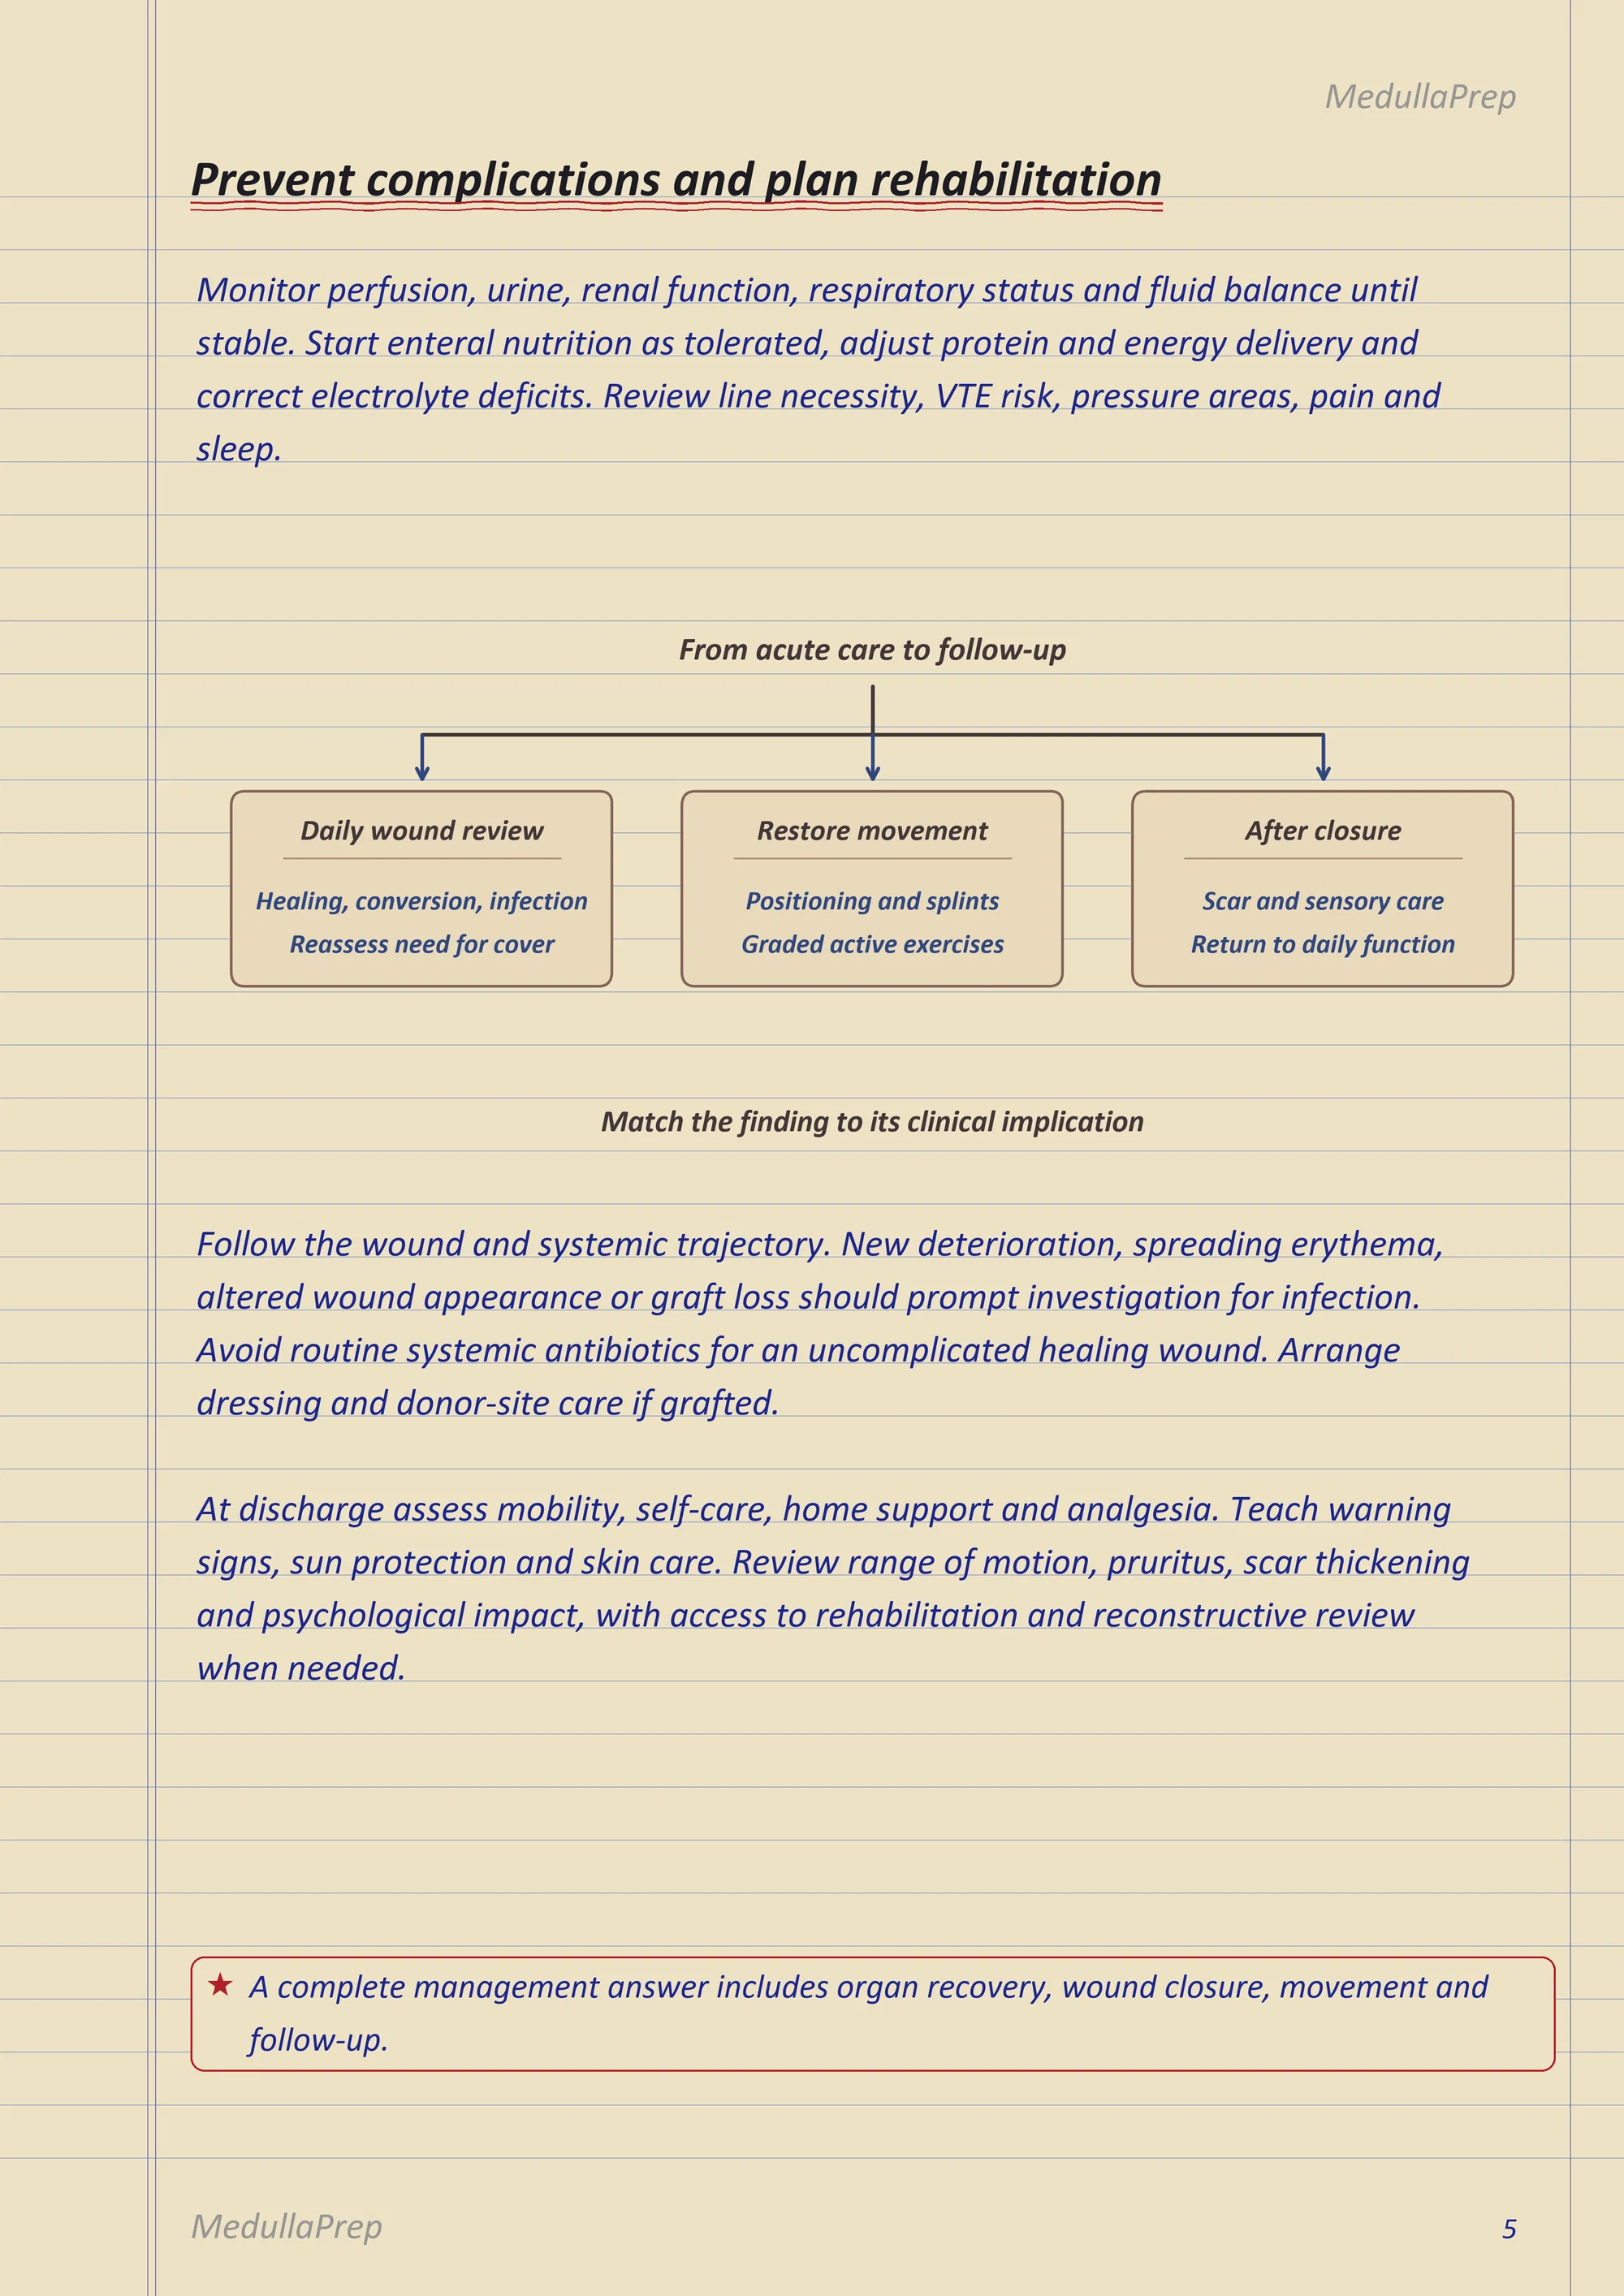 MedullaPrep
Prevent complications and plan rehabilitation
Monitor perfusion, urine, renal function, respiratory status and fluid balance until
stable. Start enteral nutrition as tolerated, adjust protein and energy delivery and
correct electrolyte deficits. Review line necessity, VTE risk, pressure areas, pain and
sleep.
From acute care to follow-up
Daily wound review
Healing, conversion, infection
Reassess need for cover
Restore movement
Positioning and splints
Graded active exercises
After closure
Scar and sensory care
Return to daily function
Match the finding to its clinical implication
Follow the wound and systemic trajectory. New deterioration, spreading erythema,
altered wound appearance or graft loss should prompt investigation for infection.
Avoid routine systemic antibiotics for an uncomplicated healing wound. Arrange
dressing and donor-site care if grafted.
At discharge assess mobility, self-care, home support and analgesia. Teach warning
signs, sun protection and skin care. Review range of motion, pruritus, scar thickening
and psychological impact, with access to rehabilitation and reconstructive review
when needed.
★ A complete management answer includes organ recovery, wound closure, movement and
follow-up.
MedullaPrep
5